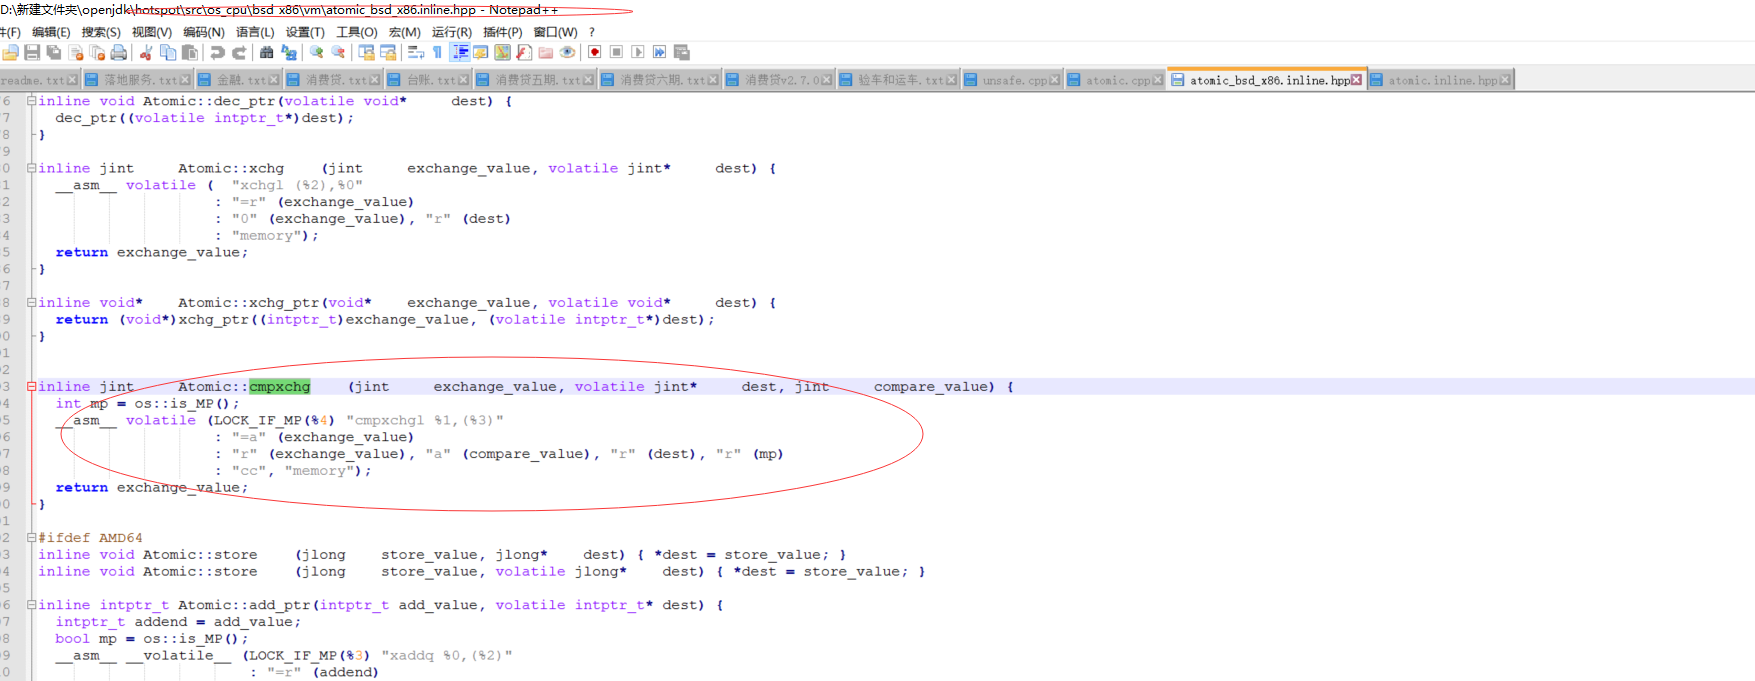 D:\新建文件夹\openjdk\hotspot\src\os_cpu\bsd_x86\vm\atomic_bsd_x86.inline.hpp - Notepad++
件(F) 编辑(E) 搜索(S) 视图(V) 编码(N) 语言(L) 设置(T) 工具(O) 宏(M) 运行(R) 插件(P) 窗口(W) ?
readme.txt 落地服务.txt 金融.txt 消费贷.txt 台账.txt 消费贷五期.txt 消费贷六期.txt 消费贷v2.7.0 验车和运车.txt unsafe.cpp atomic.cpp atomic_bsd_x86.inline.hpp atomic.inline.hpp
6 inline void Atomic::dec_ptr(volatile void*     dest) {
7   dec_ptr((volatile intptr_t*)dest);
8 }
9
0 inline jint     Atomic::xchg    (jint     exchange_value, volatile jint*     dest) {
1   __asm__ volatile (  "xchgl (%2),%0"
2                     : "=r" (exchange_value)
3                     : "0" (exchange_value), "r" (dest)
4                     : "memory");
5   return exchange_value;
6 }
7
8 inline void*    Atomic::xchg_ptr(void*    exchange_value, volatile void*     dest) {
9   return (void*)xchg_ptr((intptr_t)exchange_value, (volatile intptr_t*)dest);
0 }
1
2
3 inline jint     Atomic::cmpxchg    (jint     exchange_value, volatile jint*     dest, jint     compare_value) {
4   int mp = os::is_MP();
5   __asm__ volatile (LOCK_IF_MP(%4) "cmpxchgl %1,(%3)"
6                     : "=a" (exchange_value)
7                     : "r" (exchange_value), "a" (compare_value), "r" (dest), "r" (mp)
8                     : "cc", "memory");
9   return exchange_value;
0 }
1
2 #ifdef AMD64
3 inline void Atomic::store    (jlong    store_value, jlong*    dest) { *dest = store_value; }
4 inline void Atomic::store    (jlong    store_value, volatile jlong*    dest) { *dest = store_value; }
5
6 inline intptr_t Atomic::add_ptr(intptr_t add_value, volatile intptr_t* dest) {
7   intptr_t addend = add_value;
8   bool mp = os::is_MP();
9   __asm__ __volatile__ (LOCK_IF_MP(%3) "xaddq %0,(%2)"
0                         : "=r" (addend)